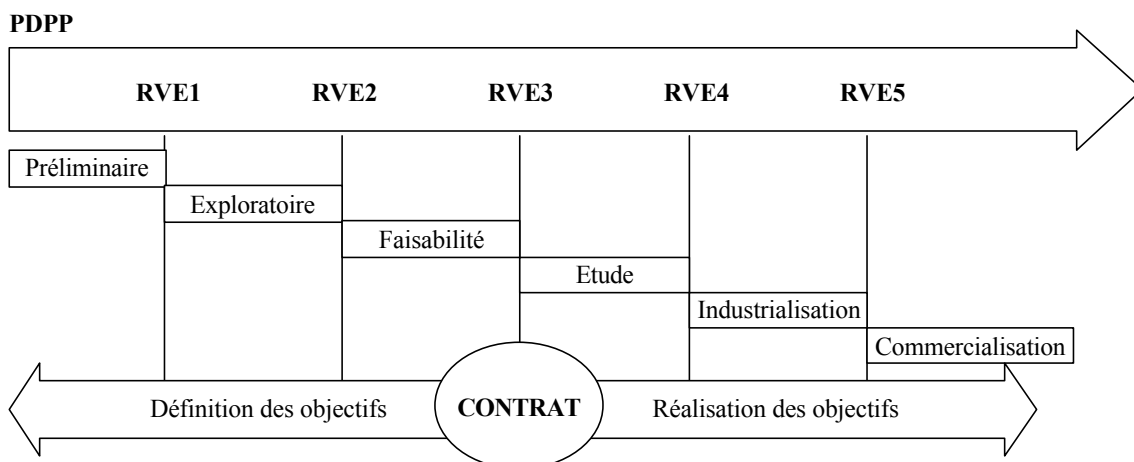 PDPP
RVE1 RVE2 RVE3 RVE4 RVE5
Préliminaire
Exploratoire
Faisabilité
Etude
Industrialisation
Commercialisation
Définition des objectifs CONTRAT Réalisation des objectifs